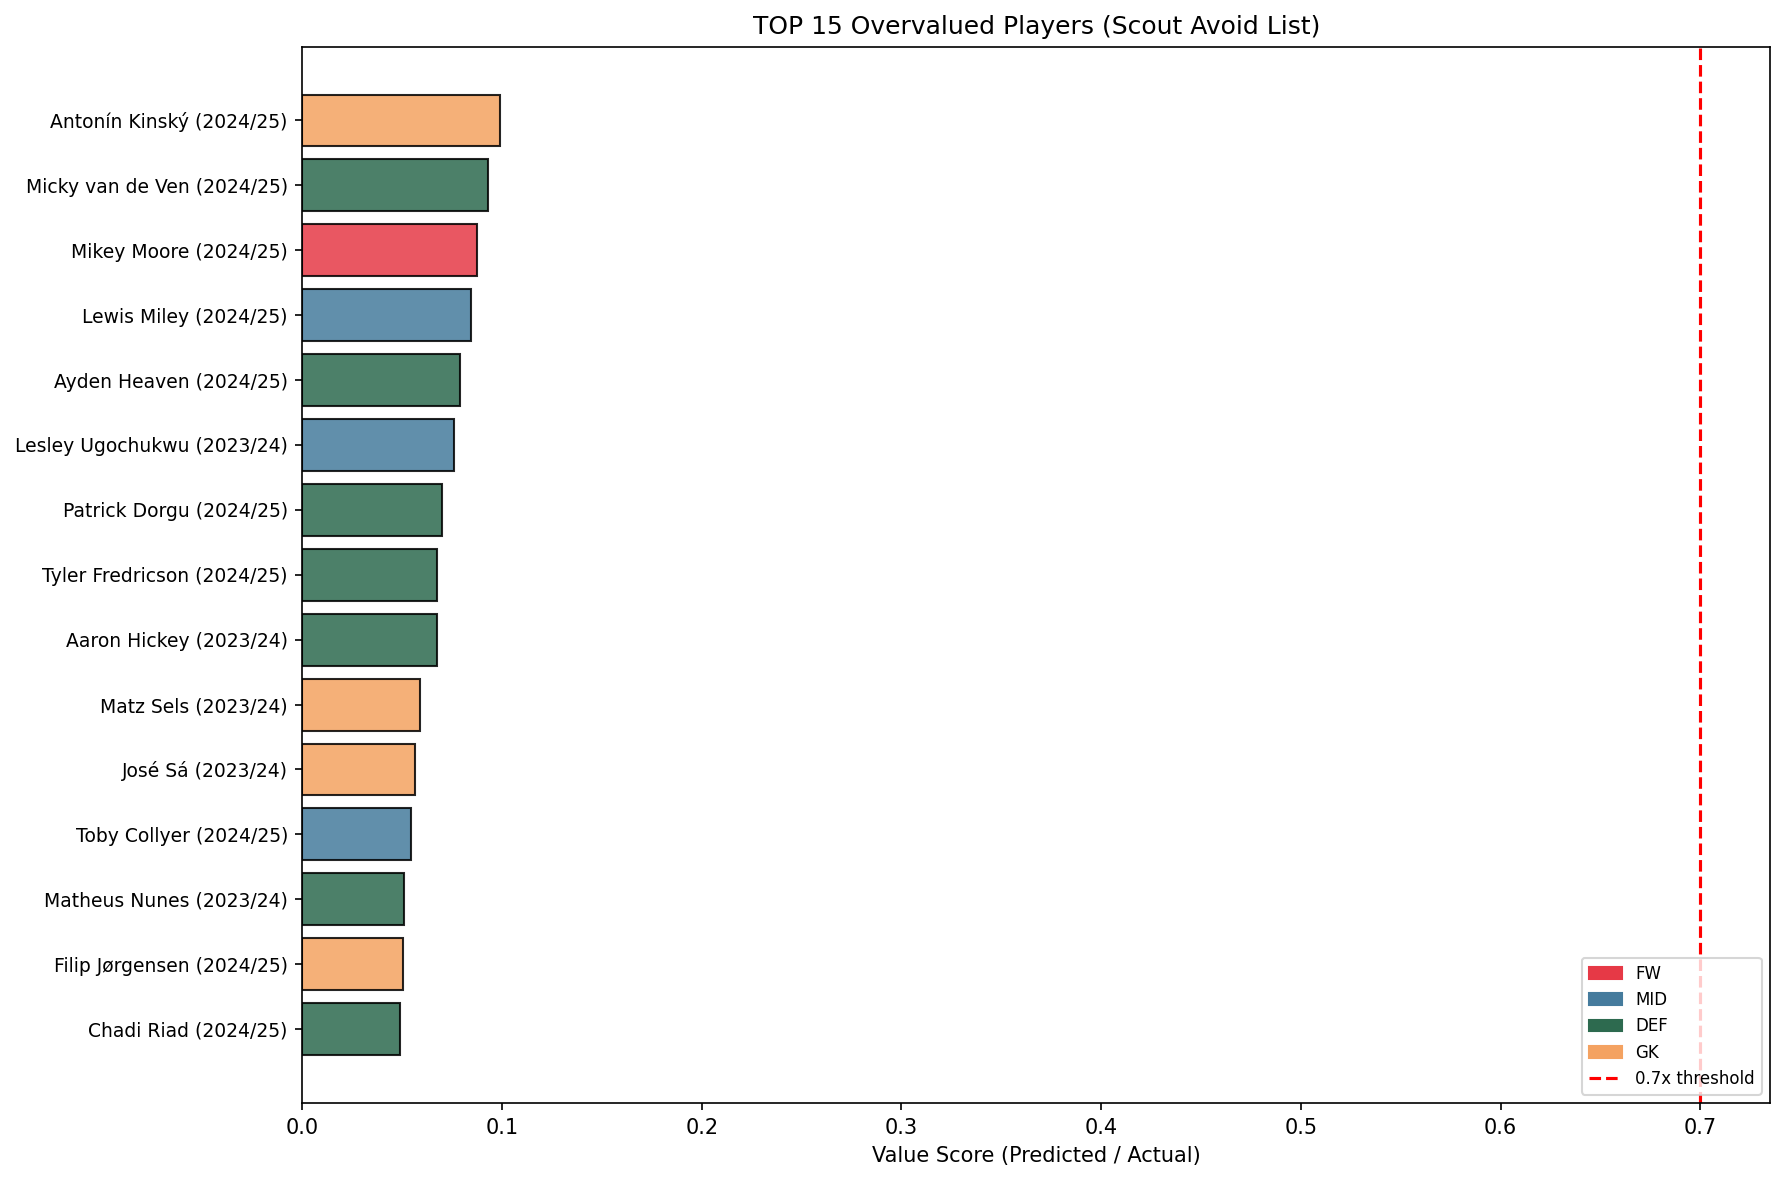 TOP 15 Overvalued Players (Scout Avoid List)
Antonín Kinský (2024/25)
Micky van de Ven (2024/25)
Mikey Moore (2024/25)
Lewis Miley (2024/25)
Ayden Heaven (2024/25)
Lesley Ugochukwu (2023/24)
Patrick Dorgu (2024/25)
Tyler Fredricson (2024/25)
Aaron Hickey (2023/24)
Matz Sels (2023/24)
José Sá (2023/24)
Toby Collyer (2024/25)
Matheus Nunes (2023/24)
Filip Jørgensen (2024/25)
Chadi Riad (2024/25)
FW
MID
DEF
GK
0.7x threshold
0.0 0.1 0.2 0.3 0.4 0.5 0.6 0.7
Value Score (Predicted / Actual)